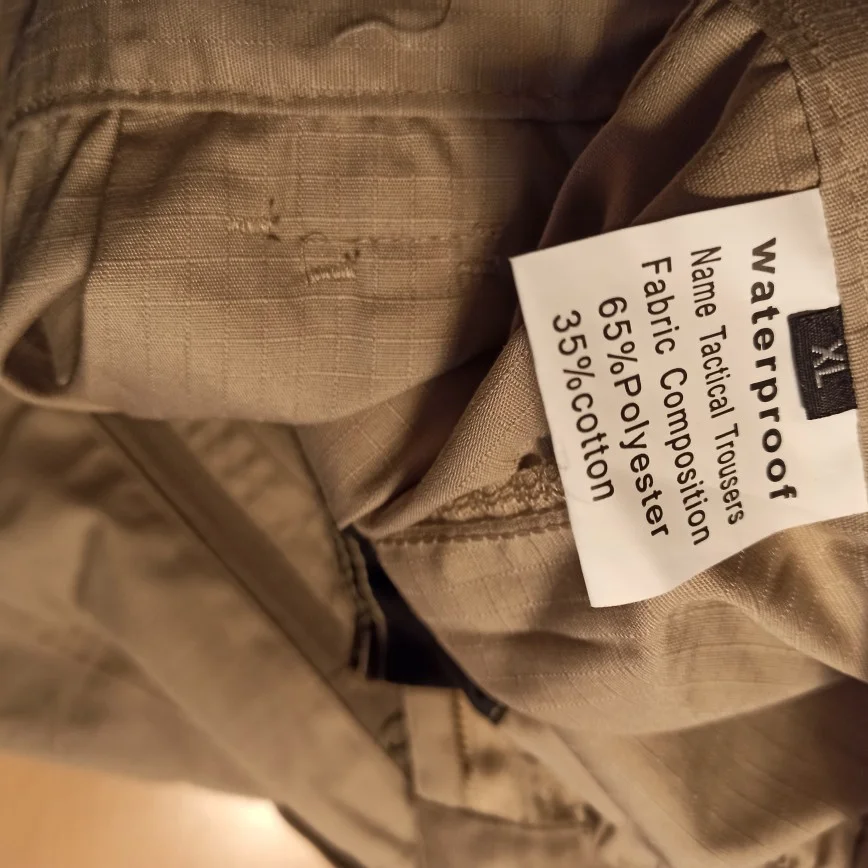 XL
waterproof
Name Tactical Trousers
Fabric Composition
65%Polyester
35%cotton